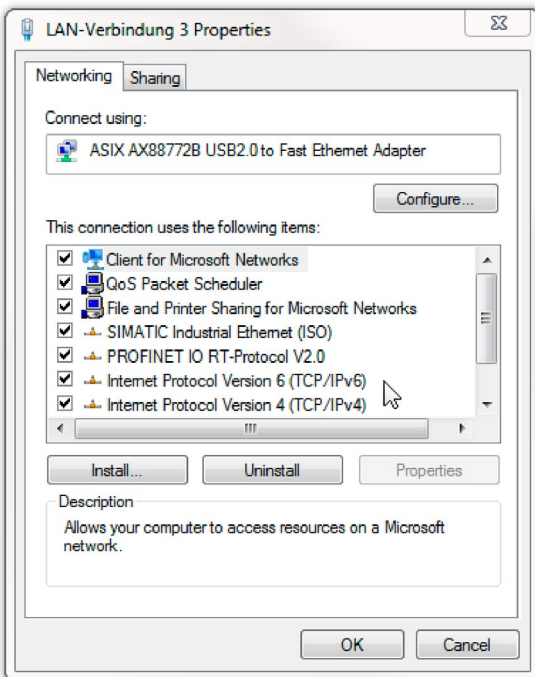 LAN-Verbindung 3 Properties
Networking
Sharing
Connect using:
ASIX AX88772B USB2.0 to Fast Ethernet Adapter
Configure...
This connection uses the following items:
Client for Microsoft Networks
QoS Packet Scheduler
File and Printer Sharing for Microsoft Networks
SIMATIC Industrial Ethernet (ISO)
PROFINET IO RT-Protocol V2.0
Internet Protocol Version 6 (TCP/IPv6)
Internet Protocol Version 4 (TCP/IPv4)
Install...
Uninstall
Properties
Description
Allows your computer to access resources on a Microsoft
network.
OK
Cancel